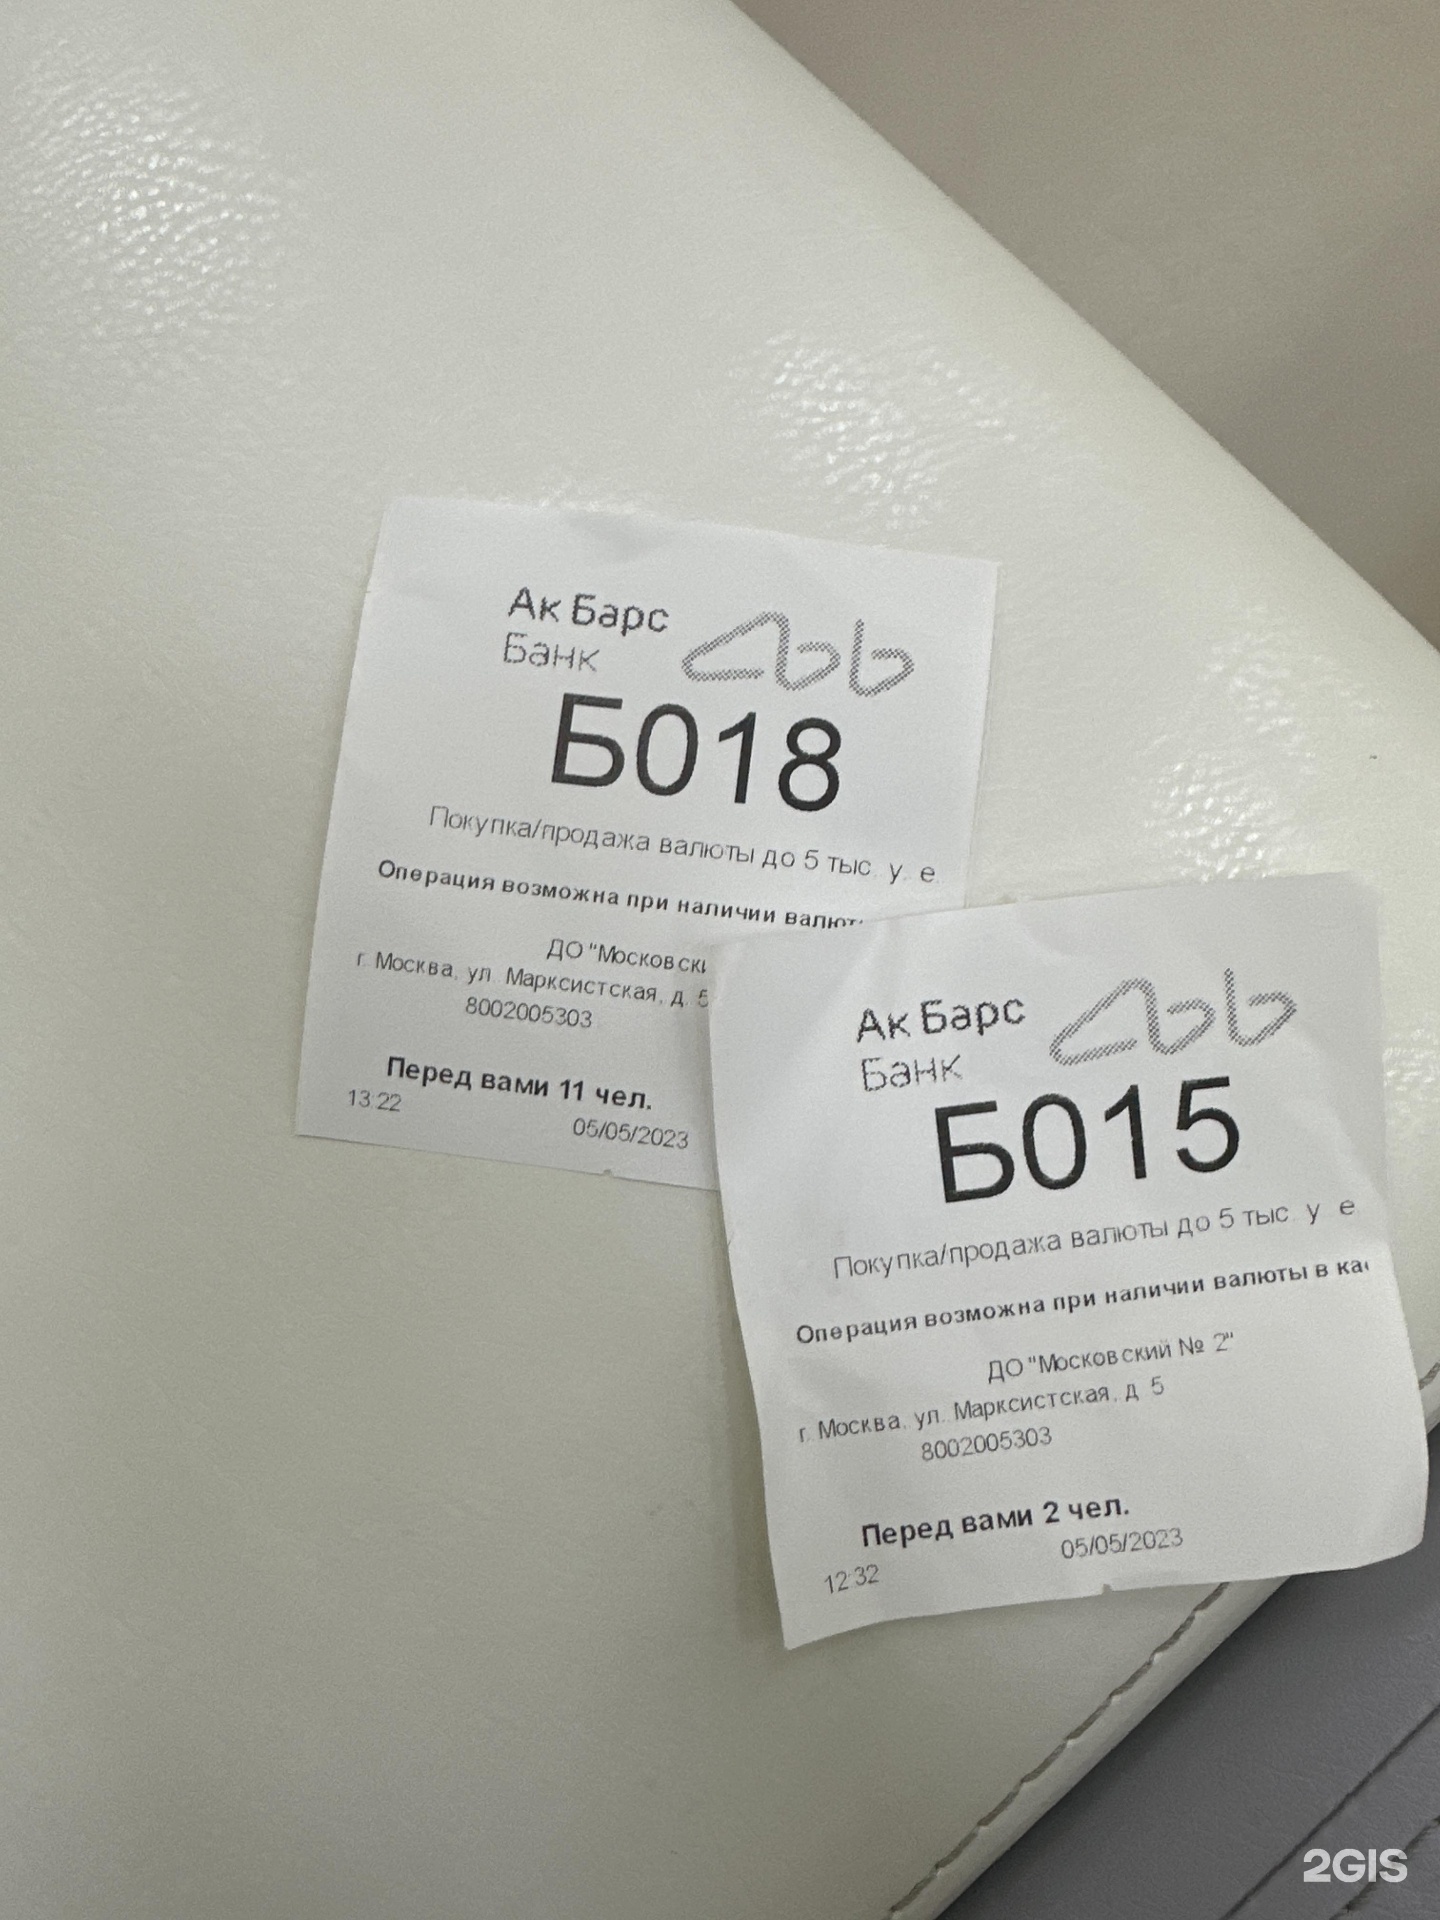 Ак Барс
Банк
Б018
Покупка/продажа валюты до 5 тыс. у. е.
Операция возможна при наличии
ДО
г. Москва, ул. Марксистская, д. 5
8002005303
Перед вами 11 чел.
13:22
05/05/2023
Ак Барс
Банк
Б015
Покупка/продажа валюты до 5 тыс. у. е.
Операция возможна при наличии валюты в
ДО "Московский № 2"
г. Москва, ул. Марксистская, д. 5
8002005303
Перед вами 2 чел.
12:32
05/05/2023
2GIS